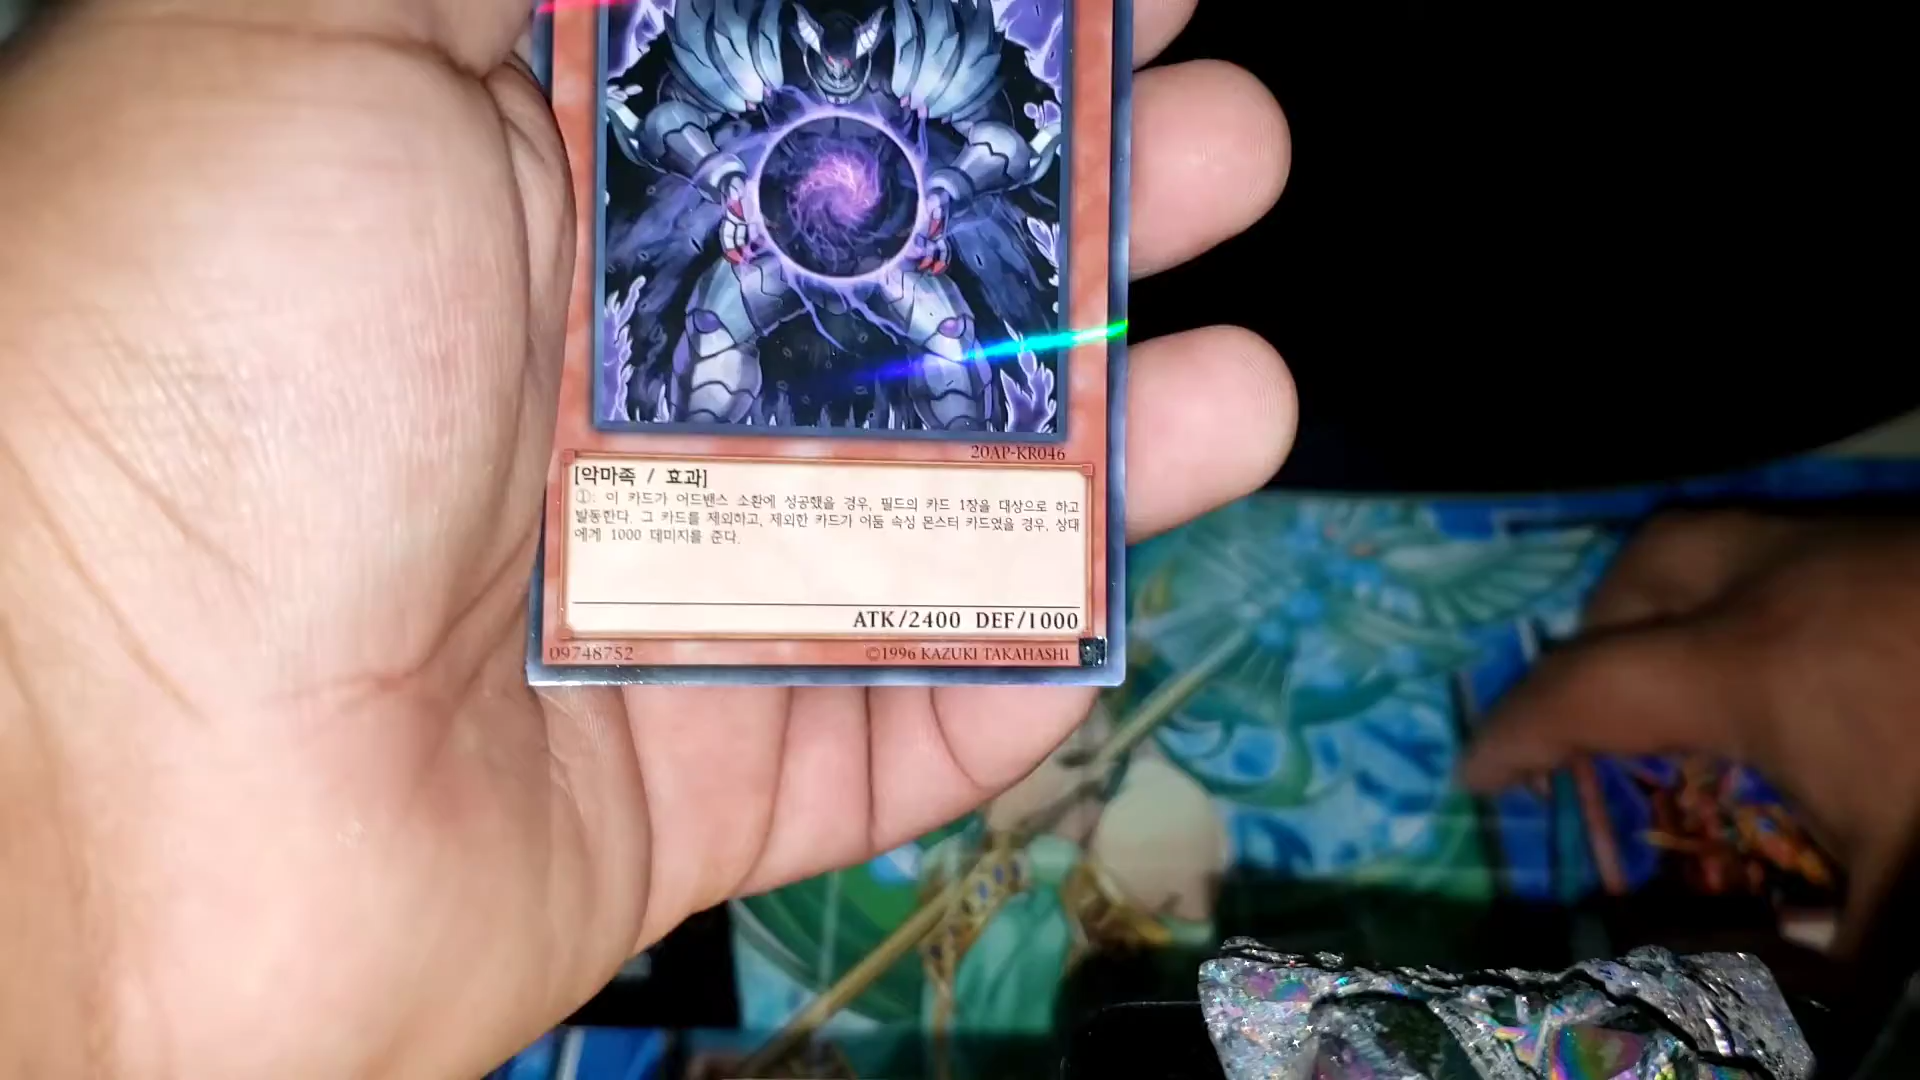 20AP-KR046
[악마족 / 효과]
①: 이 카드가 어드밴스 소환에 성공했을 경우, 필드의 카드 1장을 대상으로 하고
발동한다. 그 카드를 제외하고, 제외한 카드가 어둠 속성 몬스터 카드였을 경우, 상대
에게 1000 데미지를 준다.
ATK/2400 DEF/1000
09748752
©1996 KAZUKI TAKAHASHI